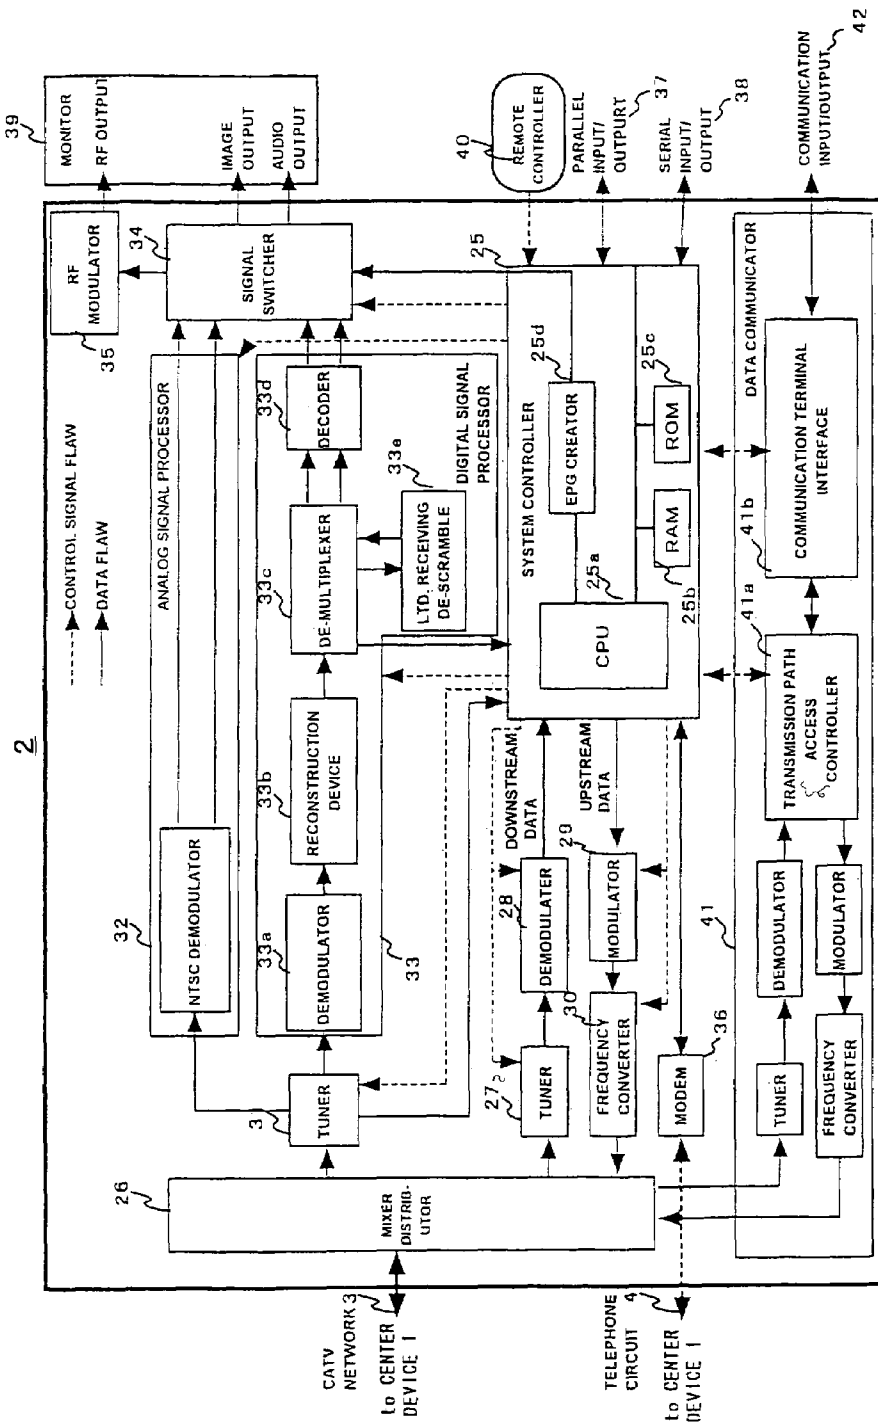 2
CONTROL SIGNAL FLAW
DATA FLAW
39
MONITOR
RF OUTPUT
IMAGE
OUTPUT
AUDIO
OUTPUT
RF
MODULATOR
35
34
SIGNAL
SWITCHER
40
REMOTE
CONTROLLER
PARALLEL
INPUT/
OUTPURT
37
SERIAL
INPUT/
OUTPUT
38
COMMUNICATION
INPUT/OUTPUT
42
32
ANALOG SIGNAL PROCESSOR
NTSC DEMODULATOR
33
33a
DEMODULATOR
33b
RECONSTRUCTION
DEVICE
33c
DE-MULTIPLEXER
33d
DECODER
33e
LTD. RECEIVING
DE-SCRAMBLE
DIGITAL SIGNAL
PROCESSOR
3
TUNER
26
MIXER
DISTRIB-
UTOR
25
SYSTEM CONTROLLER
25a
CPU
25d
EPG CREATOR
25b
RAM
25c
ROM
DOWNSTREAM
DATA
UPSTREAM
DATA
27
TUNER
28
DEMODULATER
29
MODULATOR
30
FREQUENCY
CONVERTER
36
MODEM
41
DATA COMMUNICATOR
TUNER
DEMODULATOR
FREQUENCY
CONVERTER
MODULATOR
41a
TRANSMISSION PATH
ACCESS
CONTROLLER
41b
COMMUNICATION TERMINAL
INTERFACE
CATV
NETWORK 3
to CENTER
DEVICE 1
TELEPHONE
CIRCUIT 4
to CENTER
DEVICE 1